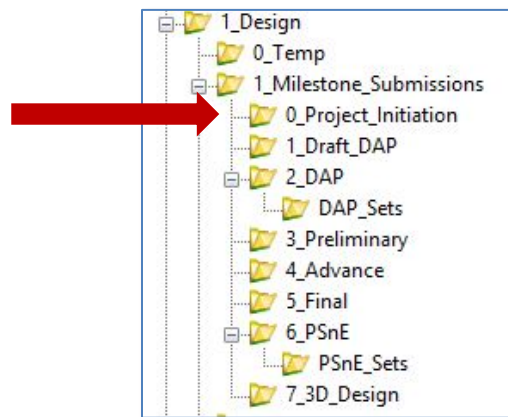 1_Design
0_Temp
1_Milestone_Submissions
0_Project_Initiation
1_Draft_DAP
2_DAP
DAP_Sets
3_Preliminary
4_Advance
5_Final
6_PSnE
PSnE_Sets
7_3D_Design